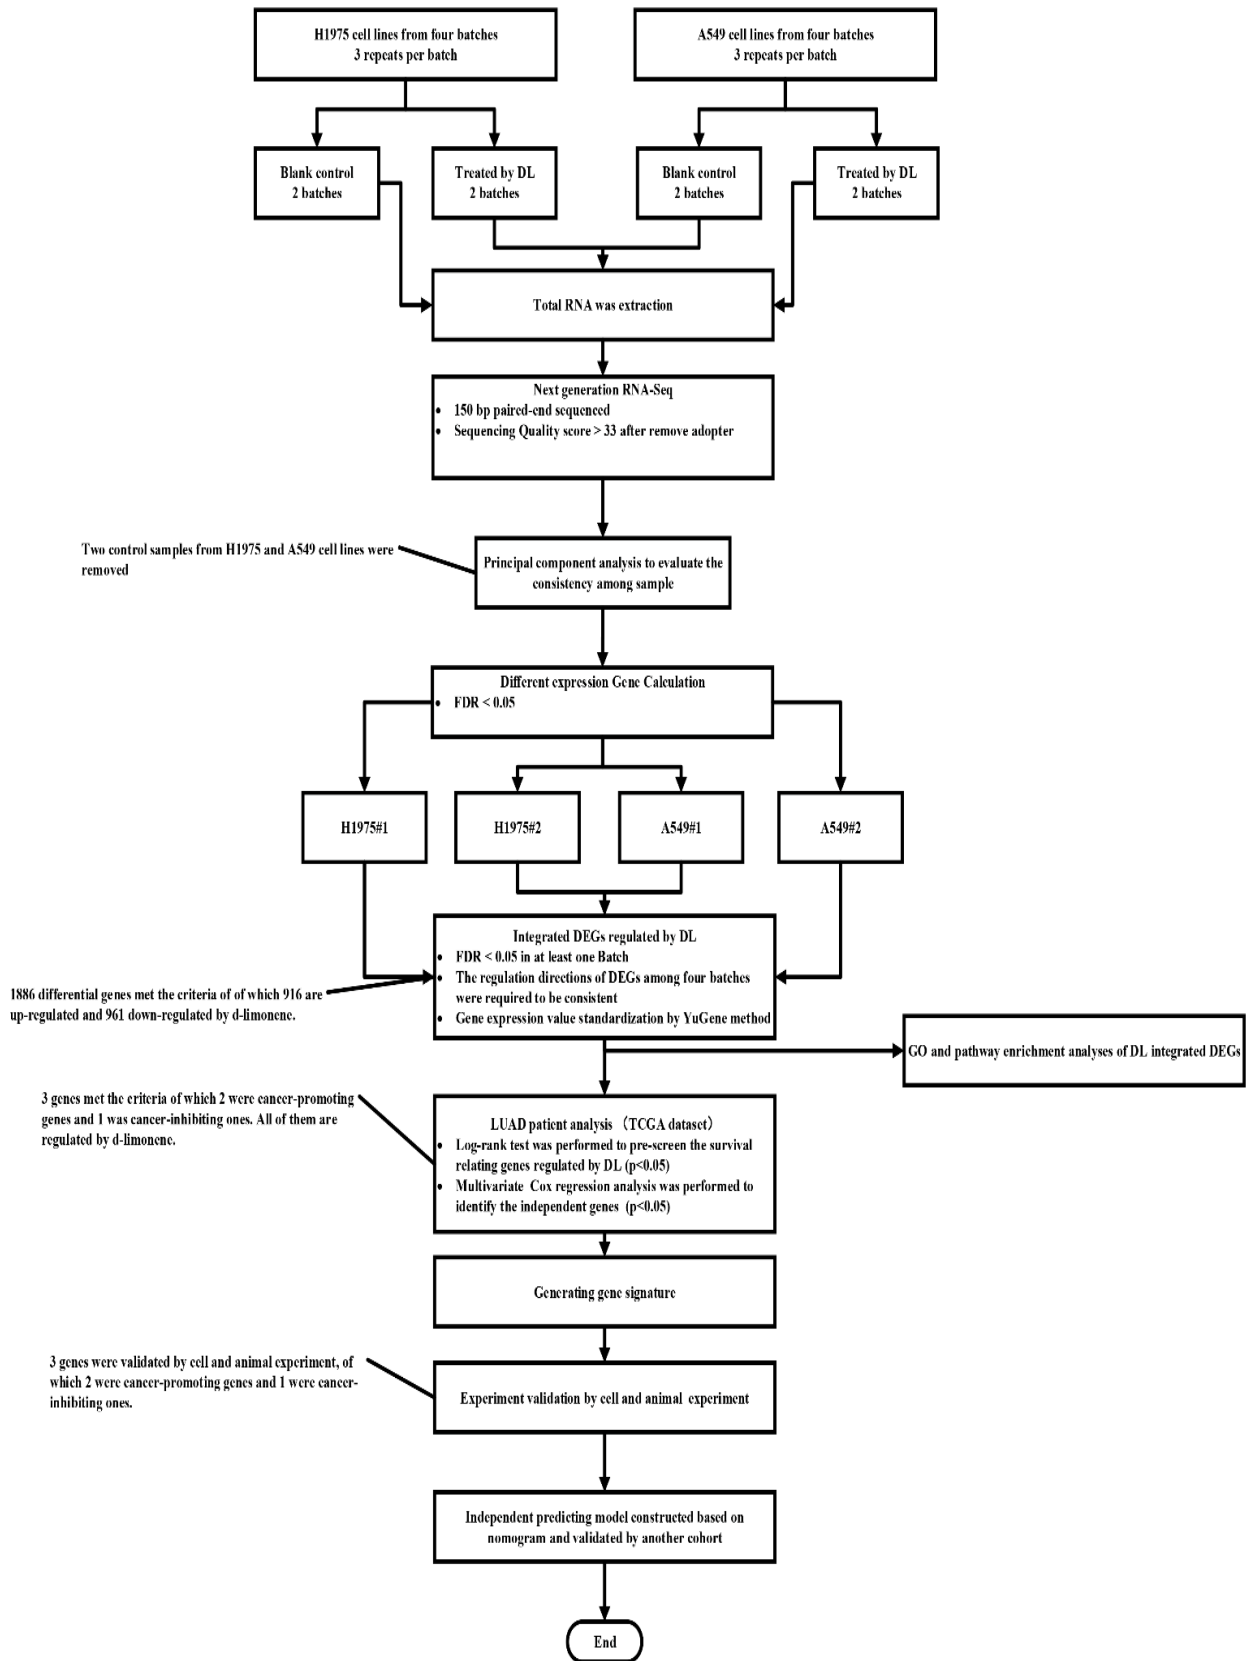 H1975 cell lines from four batches
3 repeats per batch
A549 cell lines from four batches
3 repeats per batch
Blank control
2 batches
Treated by DL
2 batches
Blank control
2 batches
Treated by DL
2 batches
Total RNA was extraction
Next generation RNA-Seq
• 150 bp paired-end sequenced
• Sequencing Quality score > 33 after remove adopter
Two control samples from H1975 and A549 cell lines were
removed
Principal component analysis to evaluate the
consistency among sample
Different expression Gene Calculation
• FDR < 0.05
H1975#1
H1975#2
A549#1
A549#2
Integrated DEGs regulated by DL
• FDR < 0.05 in at least one Batch
• The regulation directions of DEGs among four batches
were required to be consistent
• Gene expression value standardization by YuGene method
1886 differential genes met the criteria of of which 916 are
up-regulated and 961 down-regulated by d-limonene.
GO and pathway enrichment analyses of DL integrated DEGs
3 genes met the criteria of which 2 were cancer-promoting
genes and 1 was cancer-inhibiting ones. All of them are
regulated by d-limonene.
LUAD patient analysis （TCGA dataset）
• Log-rank test was performed to pre-screen the survival
relating genes regulated by DL (p<0.05)
• Multivariate Cox regression analysis was performed to
identify the independent genes (p<0.05)
Generating gene signature
3 genes were validated by cell and animal experiment, of
which 2 were cancer-promoting genes and 1 were cancer-
inhibiting ones.
Experiment validation by cell and animal experiment
Independent predicting model constructed based on
nomogram and validated by another cohort
End